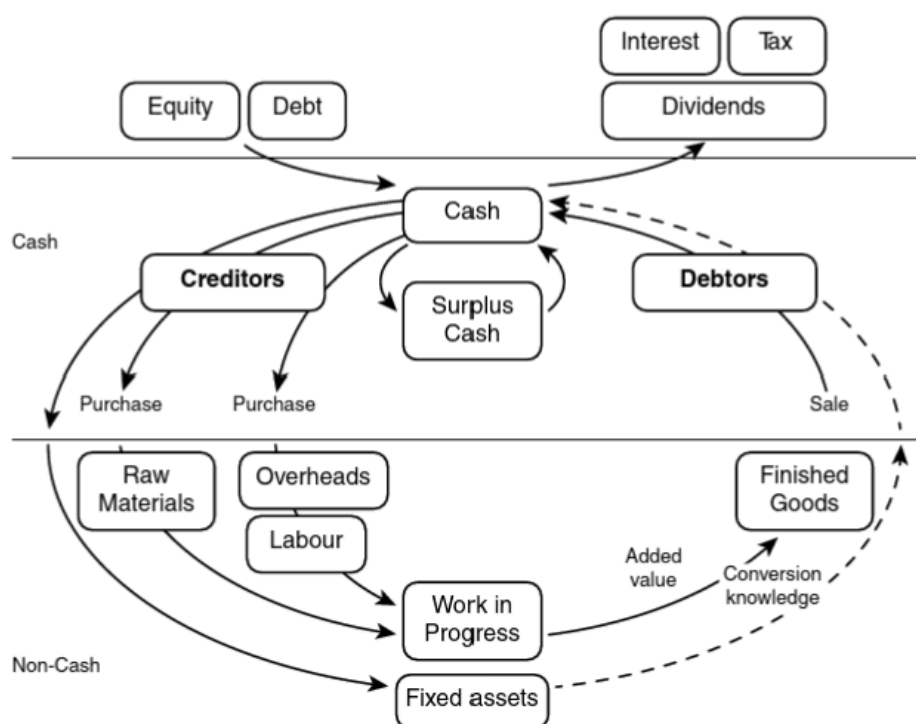 Interest
Tax
Equity
Debt
Dividends
Cash
Cash
Creditors
Debtors
Surplus
Cash
Purchase
Purchase
Sale
Raw
Materials
Overheads
Finished
Goods
Labour
Added
value
Conversion
knowledge
Work in
Progress
Non-Cash
Fixed assets